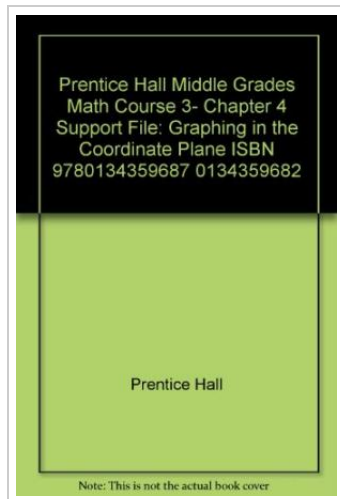 Prentice Hall Middle Grades
Math Course 3- Chapter 4
Support File: Graphing in the
Coordinate Plane ISBN
9780134359687 0134359682
Prentice Hall
Note: This is not the actual book cover